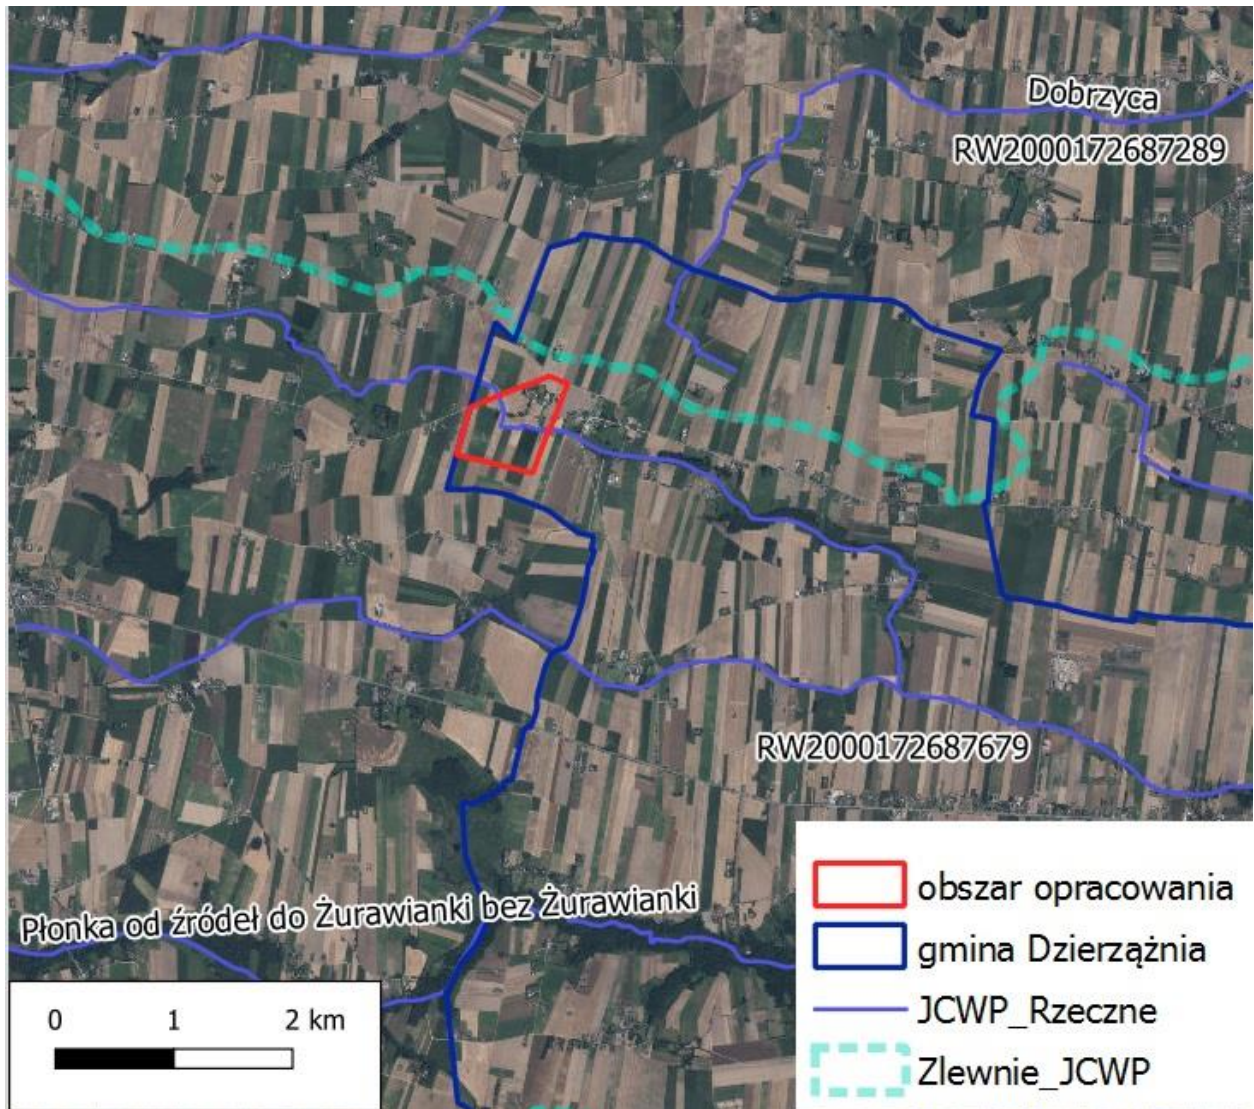 Dobrzyca
RW2000172687289
RW2000172687679
Płonka od źródeł do Żurawianki bez Żurawianki
0 1 2 km
obszar opracowania
gmina Dzierzążnia
JCWP_Rzeczne
Zlewnie_JCWP